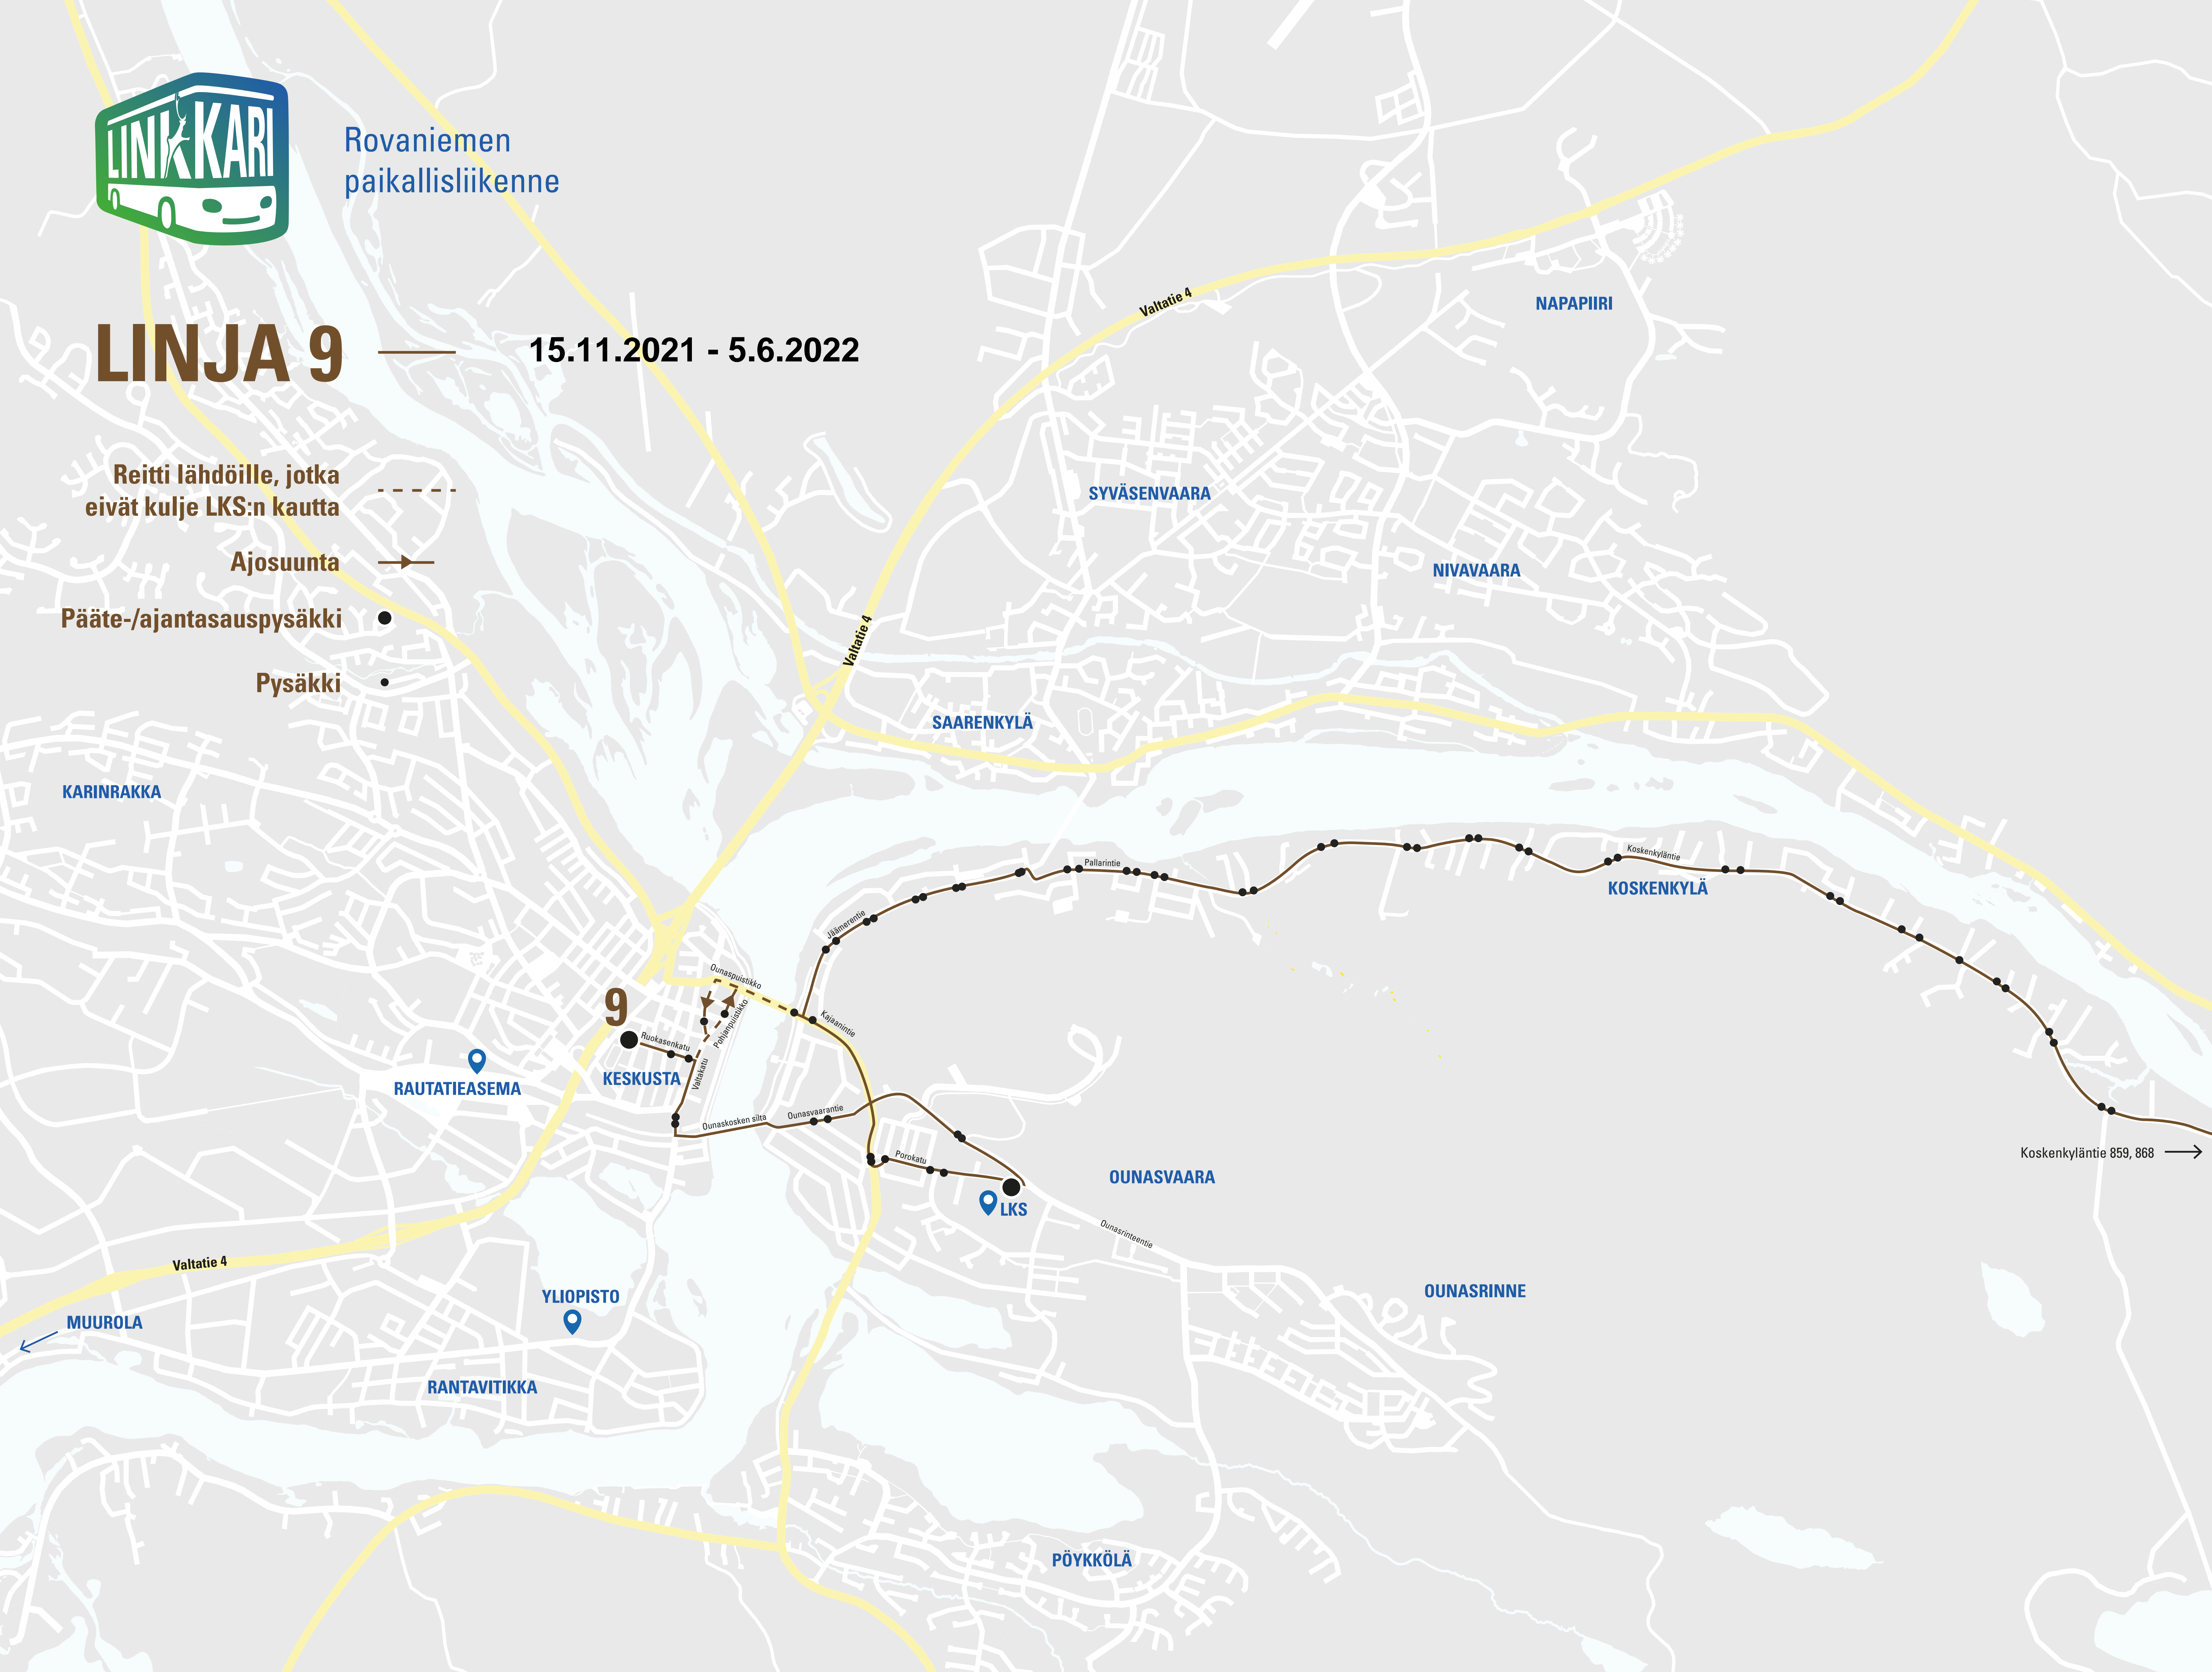 LINKKARI
Rovaniemen
paikallisliikenne
LINJA 9
15.11.2021 - 5.6.2022
Reitti lähdöille, jotka
eivät kulje LKS:n kautta
Ajosuunta
Pääte-/ajantasauspysäkki
Pysäkki
Valtatie 4
NAPAPIIRI
SYVÄSENVAARA
NIVAVAARA
Valtatie 4
SAARENKYLÄ
KARINRAKKA
Pallarintie
Koskenkyläntie
KOSKENKYLÄ
Jäämerentie
Ounaspuistikko
9
Pohjanpuistikko
Kajaanintie
Ruokasenkatu
KESKUSTA
Valtakatu
RAUTATIEASEMA
Ounaskosken silta
Ounasvaarantie
Porokatu
Koskenkyläntie 859, 868
OUNASVAARA
LKS
Ounasrinteentie
Valtatie 4
OUNASRINNE
YLIOPISTO
MUUROLA
RANTAVITIKKA
PÖYKKÖLÄ